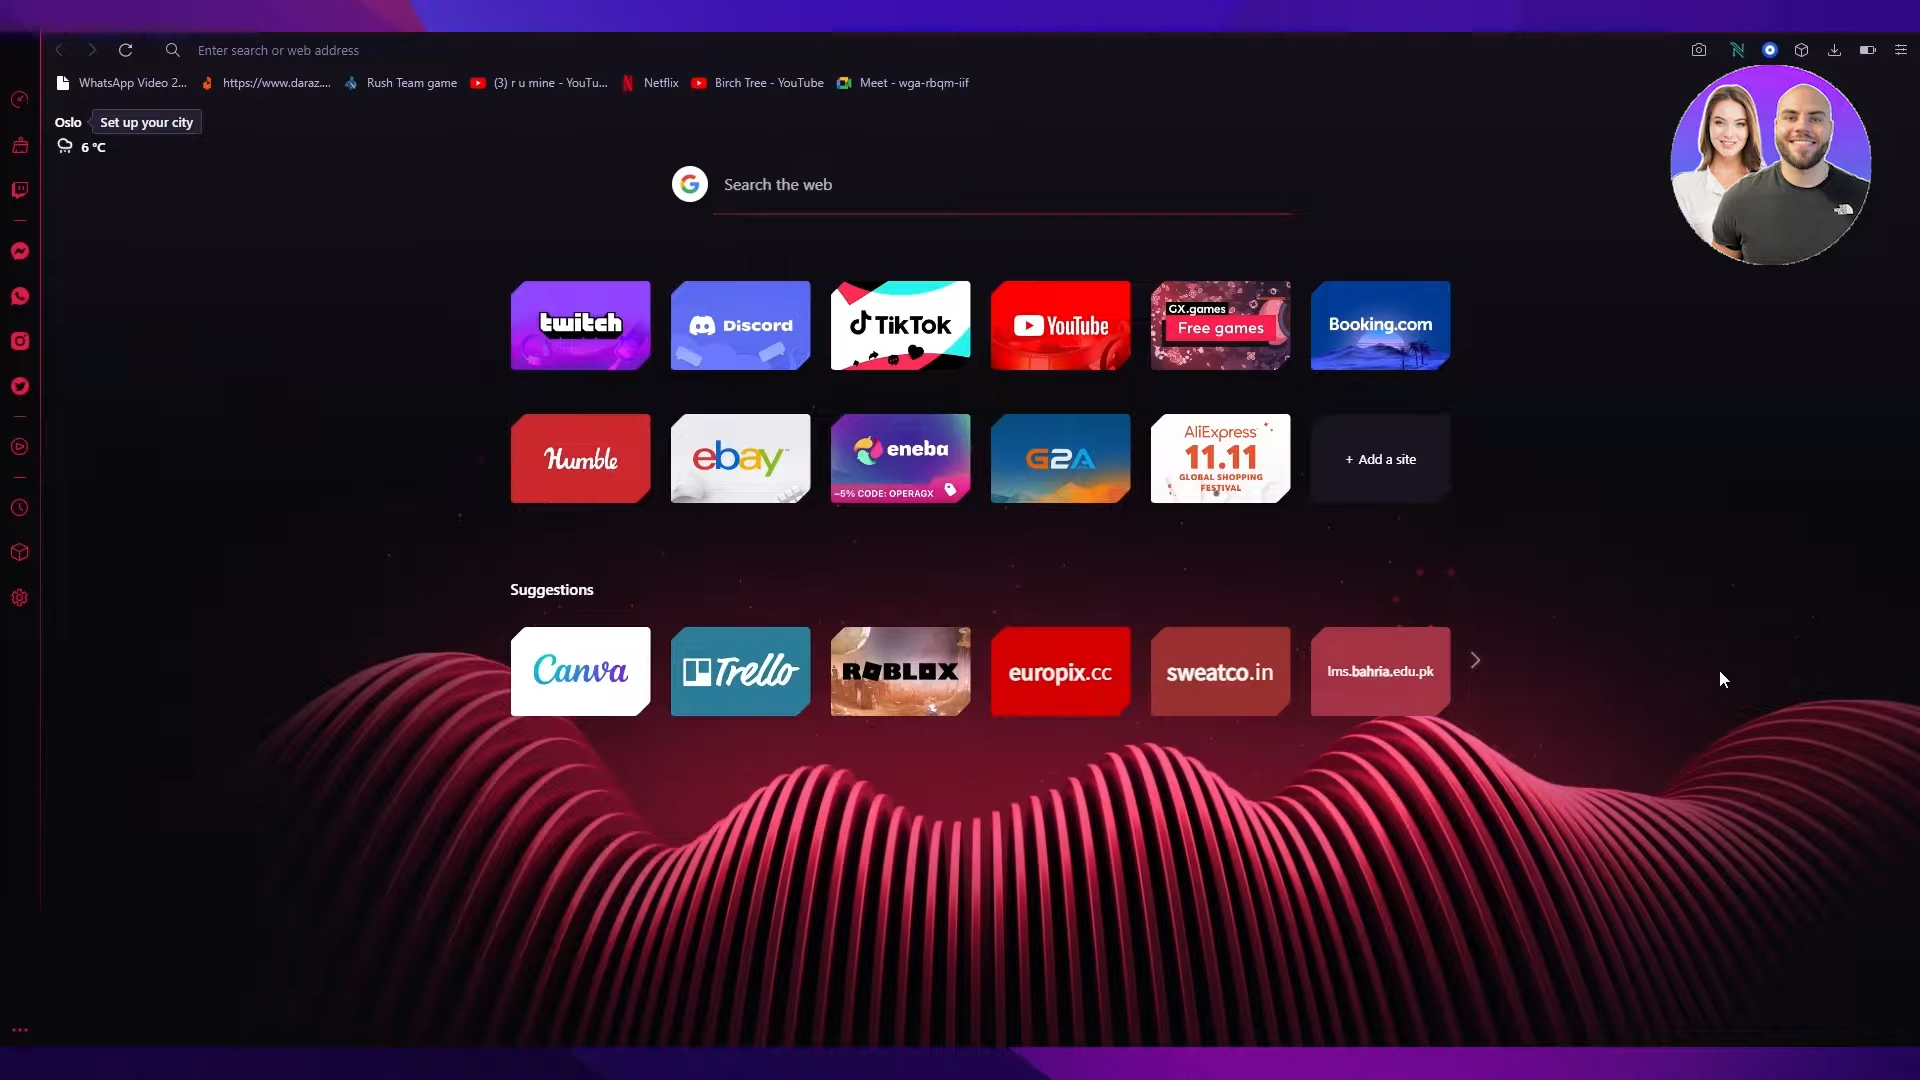 Enter search or web address
WhatsApp Video 2...
https://www.daraz....
Rush Team game
(3) r u mine - YouTu...
Netflix
Birch Tree - YouTube
Meet - wga-rbqm-iif
Oslo
Set up your city
6 °C
Search the web
twitch
Discord
TikTok
YouTube
GX.games
Free games
Booking.com
Humble
ebay
eneba
-5% CODE: OPERAGX
G2A
AliExpress
11.11
GLOBAL SHOPPING
FESTIVAL
+ Add a site
Suggestions
Canva
Trello
ROBLOX
europix.cc
sweatco.in
lms.bahria.edu.pk